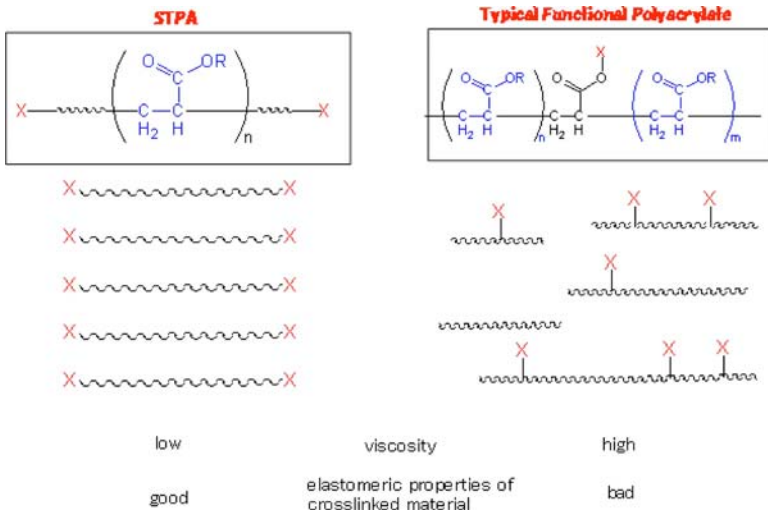 STPA
Typical Functional Polyacrylate
O OR
X C C X
H2 H n
X
O OR O O O OR
C C C C C C
H2 H n H2 H H2 H m
X X
X X
X X
X X
X X
X
X X
X
X X X
low viscosity high
good elastomeric properties of bad
crosslinked material